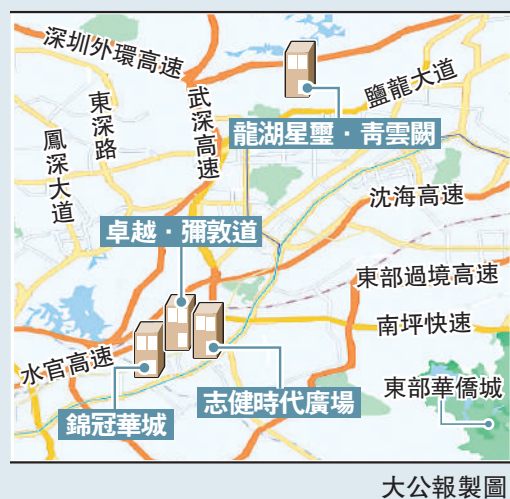 深圳外環高速
東深路
鳳深大道
武深高速
鹽龍大道
龍湖星璽·青雲闕
沈海高速
卓越·彌敦道
東部過境高速
南坪快速
水官高速
東部華僑城
志健時代廣場
錦冠華城
大公報製圖